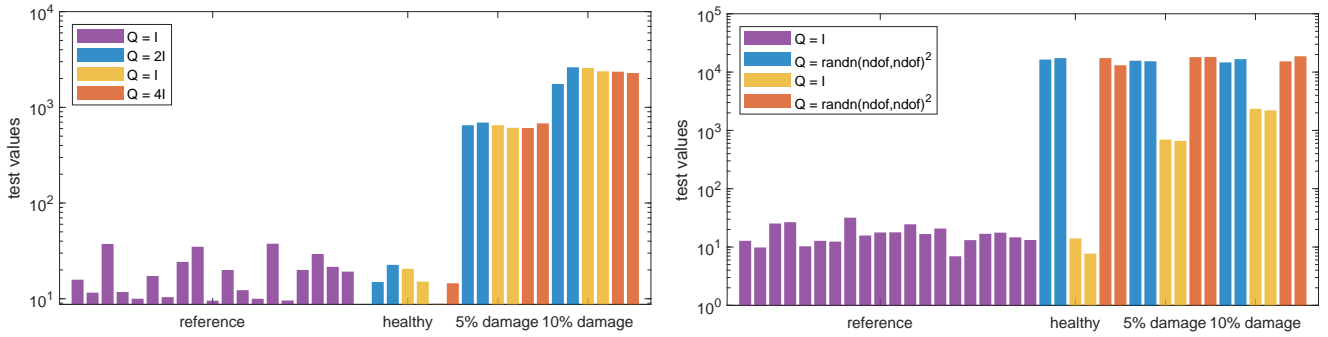 10^4
10^3
10^2
10^1
test values
Q = I
Q = 2I
Q = I
Q = 4I
reference
healthy
5% damage
10% damage
10^5
10^4
10^3
10^2
10^1
10^0
test values
Q = I
Q = randn(ndof,ndof)^2
Q = I
Q = randn(ndof,ndof)^2
reference
healthy
5% damage
10% damage